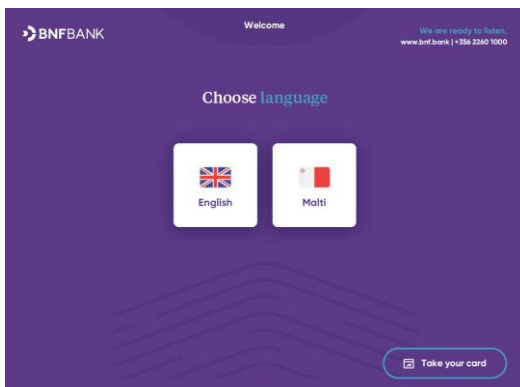 BNFBANK
Welcome
We are ready to listen.
www.bnf.bank | +356 2260 1000
Choose language
English
Malti
Take your card